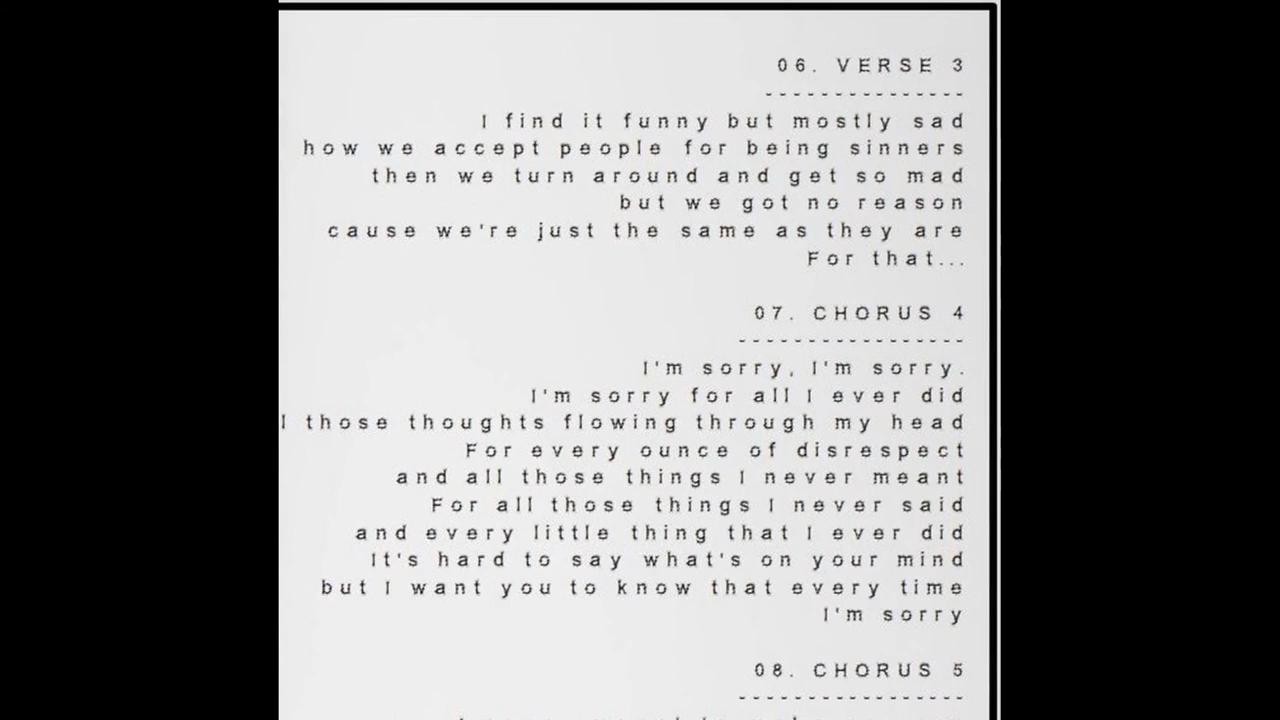 06. VERSE 3
---------------
I find it funny but mostly sad
how we accept people for being sinners
then we turn around and get so mad
but we got no reason
cause we're just the same as they are
For that...
07. CHORUS 4
-----------------
I'm sorry, I'm sorry.
I'm sorry for all I ever did
those thoughts flowing through my head
For every ounce of disrespect
and all those things I never meant
For all those things I never said
and every little thing that I ever did
It's hard to say what's on your mind
but I want you to know that every time
I'm sorry
08. CHORUS 5
-----------------